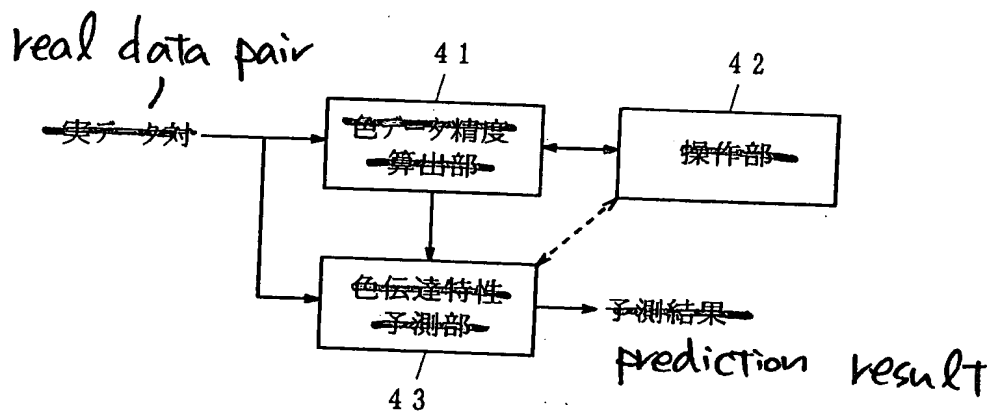 real data pair
41
42
実データ対
色データ精度
算出部
操作部
色伝達特性
予測部
予測結果
prediction result
43